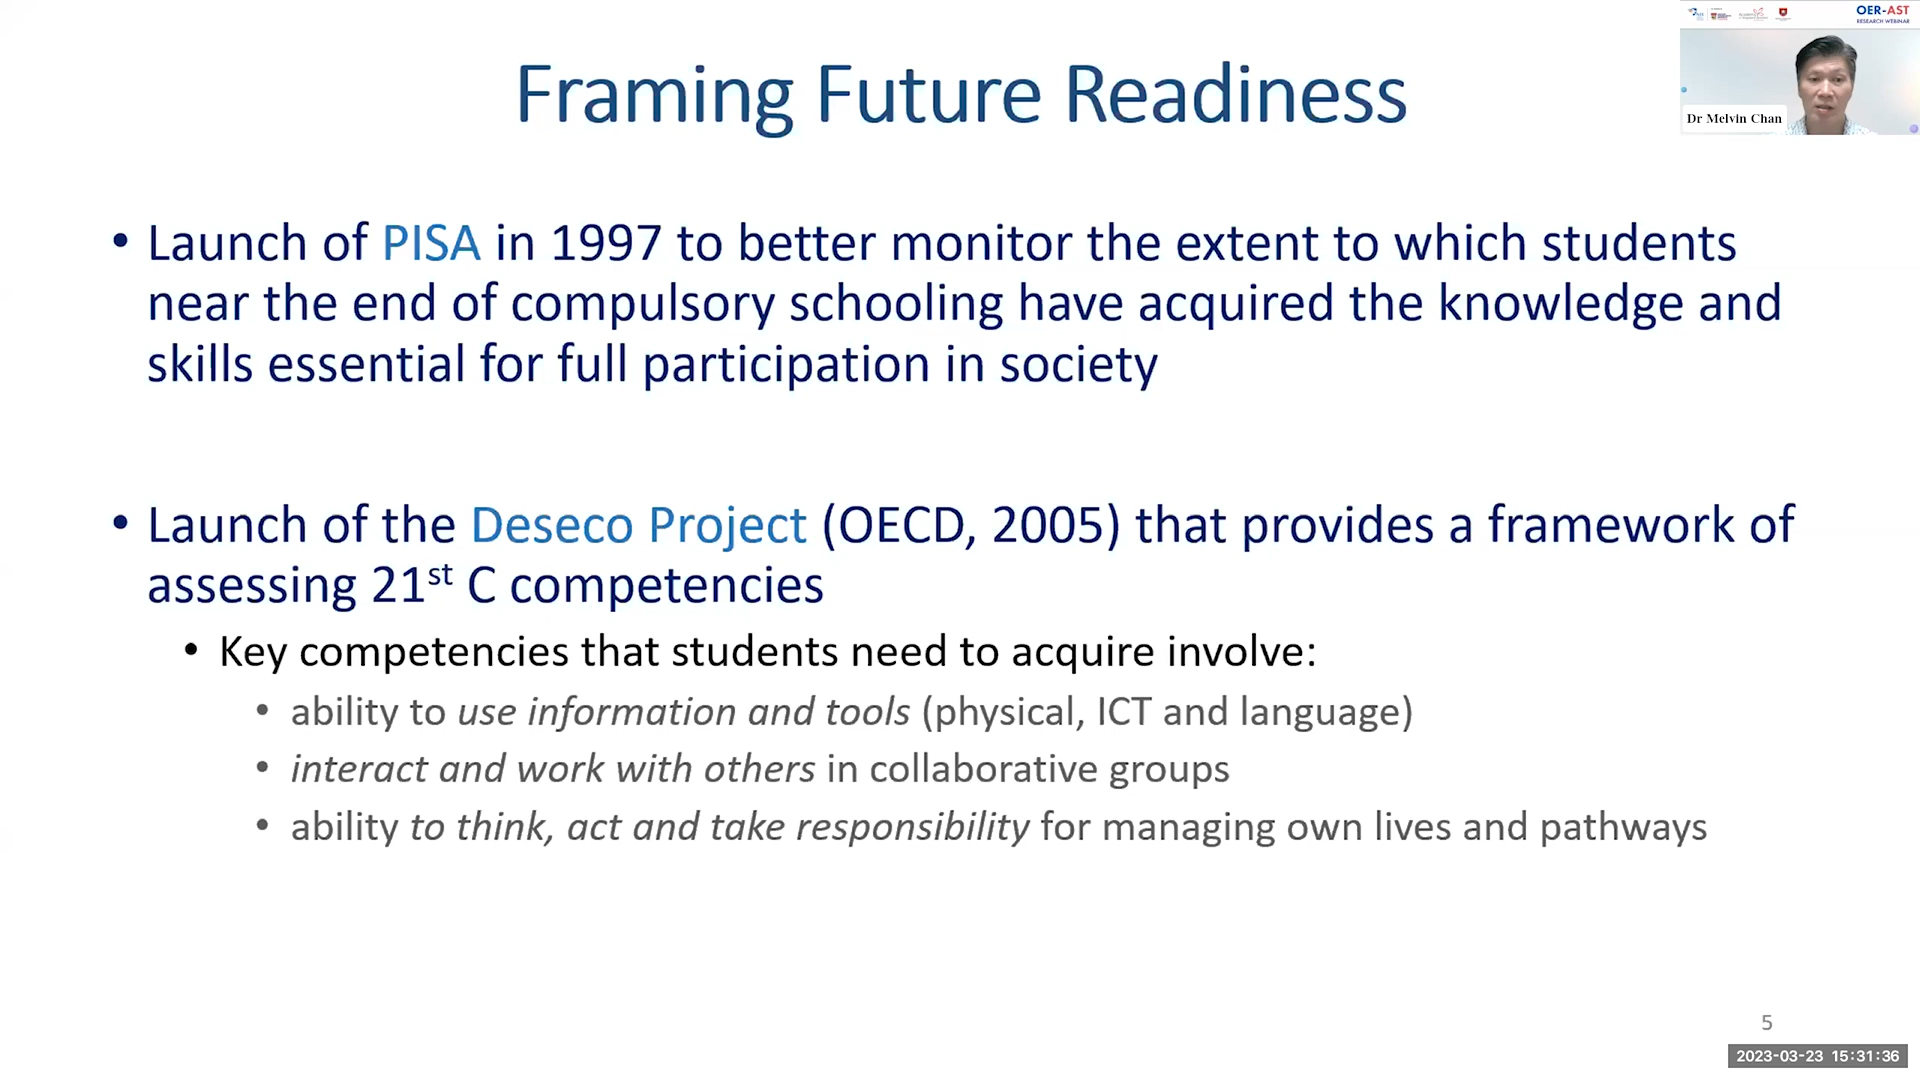 OER-AST
RESEARCH WEBINAR
Dr Melvin Chan
Framing Future Readiness
• Launch of PISA in 1997 to better monitor the extent to which students
near the end of compulsory schooling have acquired the knowledge and
skills essential for full participation in society
• Launch of the Deseco Project (OECD, 2005) that provides a framework of
assessing 21st C competencies
• Key competencies that students need to acquire involve:
• ability to use information and tools (physical, ICT and language)
• interact and work with others in collaborative groups
• ability to think, act and take responsibility for managing own lives and pathways
5
2023-03-23 15:31:36